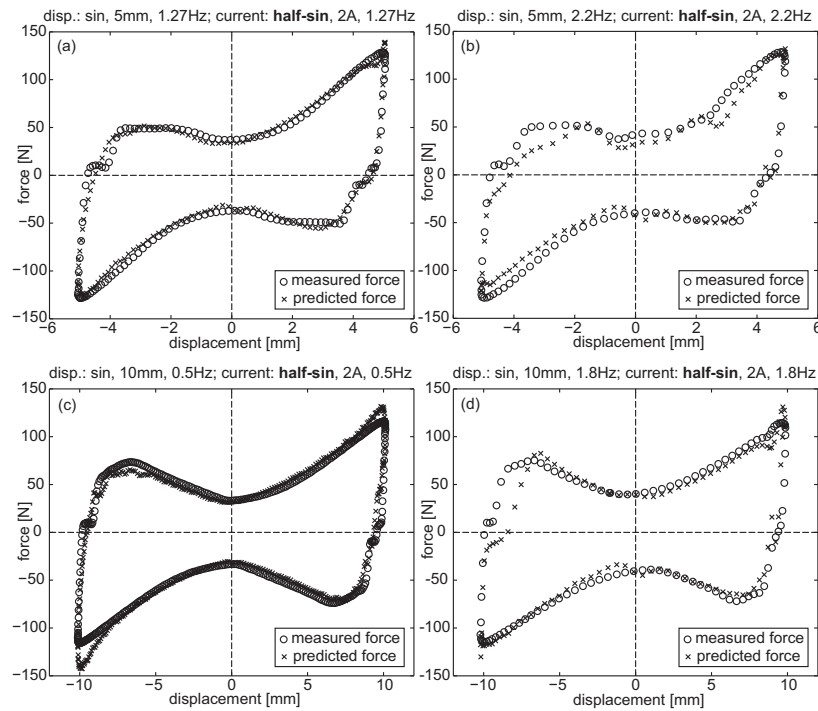 disp.: sin, 5mm, 1.27Hz; current: half-sin, 2A, 1.27Hz
(a)
force [N]
150
100
50
0
−50
−100
−150
−6
−4
−2
0
2
4
6
displacement [mm]
measured force
predicted force
disp.: sin, 5mm, 2.2Hz; current: half-sin, 2A, 2.2Hz
(b)
force [N]
150
100
50
0
−50
−100
−150
−6
−4
−2
0
2
4
6
displacement [mm]
measured force
predicted force
disp.: sin, 10mm, 0.5Hz; current: half-sin, 2A, 0.5Hz
(c)
force [N]
150
100
50
0
−50
−100
−150
−10
−5
0
5
10
displacement [mm]
measured force
predicted force
disp.: sin, 10mm, 1.8Hz; current: half-sin, 2A, 1.8Hz
(d)
force [N]
150
100
50
0
−50
−100
−150
−10
−5
0
5
10
displacement [mm]
measured force
predicted force